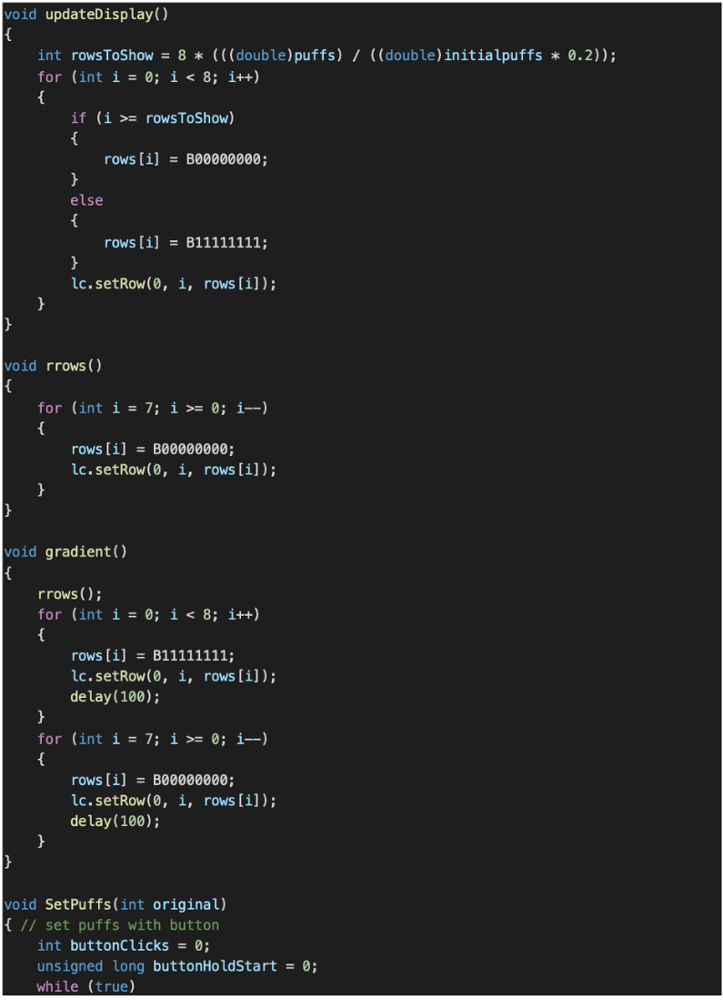 void updateDisplay()
{
    int rowsToShow = 8 * (((double)puffs) / ((double)initialpuffs * 0.2));
    for (int i = 0; i < 8; i++)
    {
        if (i >= rowsToShow)
        {
            rows[i] = B00000000;
        }
        else
        {
            rows[i] = B11111111;
        }
        lc.setRow(0, i, rows[i]);
    }
}

void rrows()
{
    for (int i = 7; i >= 0; i--)
    {
        rows[i] = B00000000;
        lc.setRow(0, i, rows[i]);
    }
}

void gradient()
{
    rrows();
    for (int i = 0; i < 8; i++)
    {
        rows[i] = B11111111;
        lc.setRow(0, i, rows[i]);
        delay(100);
    }
    for (int i = 7; i >= 0; i--)
    {
        rows[i] = B00000000;
        lc.setRow(0, i, rows[i]);
        delay(100);
    }
}

void SetPuffs(int original)
{ // set puffs with button
    int buttonClicks = 0;
    unsigned long buttonHoldStart = 0;
    while (true)